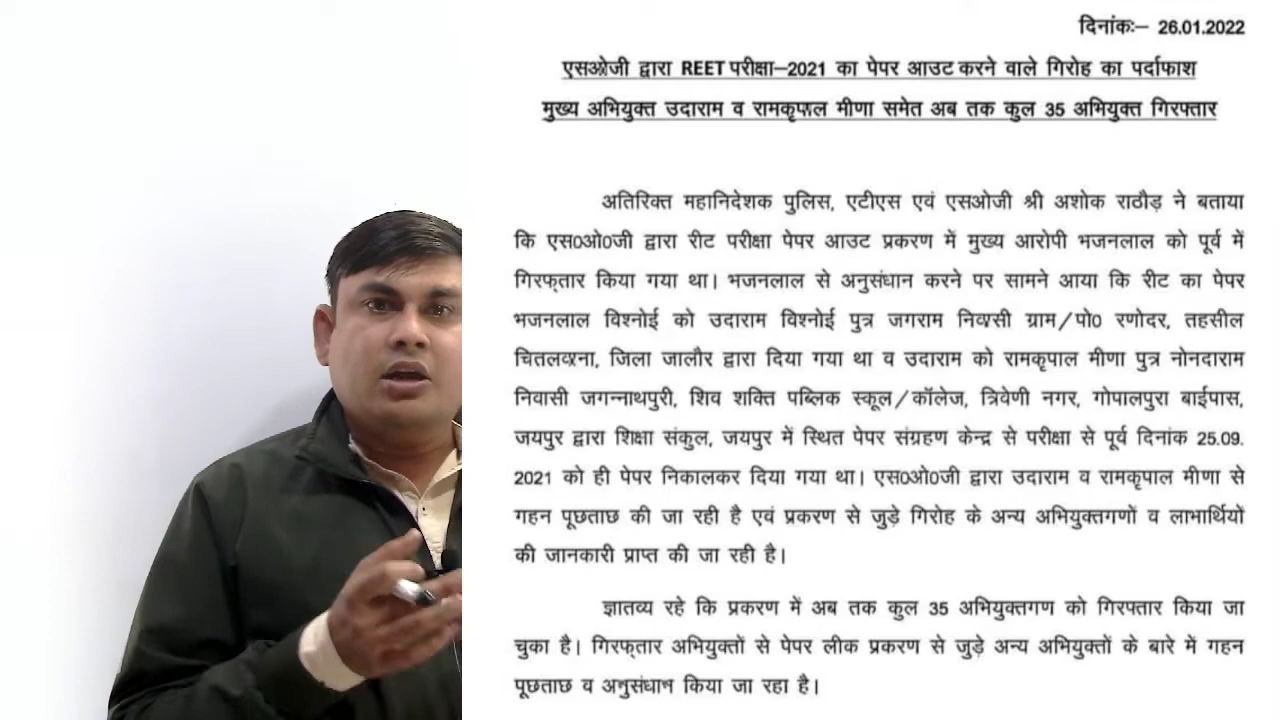 दिनांकः– 26.01.2022
एसओजी द्वारा REET परीक्षा–2021 का पेपर आउट करने वाले गिरोह का पर्दाफाश
मुख्य अभियुक्त उदाराम व रामकृपाल मीणा समेत अब तक कुल 35 अभियुक्त गिरफ्तार
अतिरिक्त महानिदेशक पुलिस, एटीएस एवं एसओजी श्री अशोक राठौड़ ने बताया
कि एस0ओ0जी द्वारा रीट परीक्षा पेपर आउट प्रकरण में मुख्य आरोपी भजनलाल को पूर्व में
गिरफ्तार किया गया था। भजनलाल से अनुसंधान करने पर सामने आया कि रीट का पेपर
भजनलाल विश्नोई को उदाराम विश्नोई पुत्र जगराम निवासी ग्राम/पो0 रणोदर, तहसील
चितलवाना, जिला जालौर द्वारा दिया गया था व उदाराम को रामकृपाल मीणा पुत्र नोनदाराम
निवासी जगन्नाथपुरी, शिव शक्ति पब्लिक स्कूल/कॉलेज, त्रिवेणी नगर, गोपालपुरा बाईपास,
जयपुर द्वारा शिक्षा संकुल, जयपुर में स्थित पेपर संग्रहण केन्द्र से परीक्षा से पूर्व दिनांक 25.09.
2021 को ही पेपर निकालकर दिया गया था। एस0ओ0जी द्वारा उदाराम व रामकृपाल मीणा से
गहन पूछताछ की जा रही है एवं प्रकरण से जुड़े गिरोह के अन्य अभियुक्तगणों व लाभार्थियों
की जानकारी प्राप्त की जा रही है।
ज्ञातव्य रहे कि प्रकरण में अब तक कुल 35 अभियुक्तगण को गिरफ्तार किया जा
चुका है। गिरफ्तार अभियुक्तों से पेपर लीक प्रकरण से जुड़े अन्य अभियुक्तों के बारे में गहन
पूछताछ व अनुसंधान किया जा रहा है।